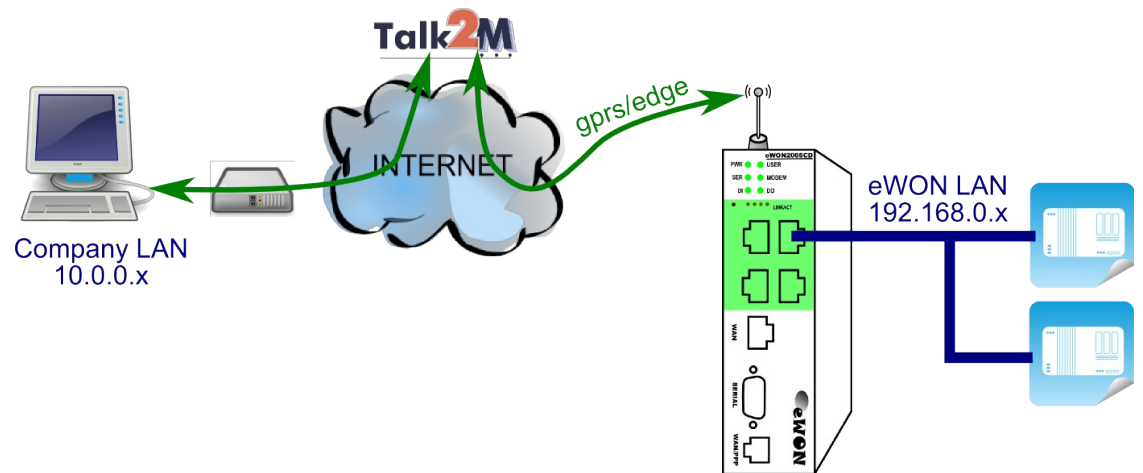 Talk2M
INTERNET
gprs/edge
Company LAN
10.0.0.x
eWON2005CD
PWR USER
SER MODEM
DI DO
LINK/ACT
eWON LAN
192.168.0.x
WAN
SERIAL
WAN/PPP
eWON